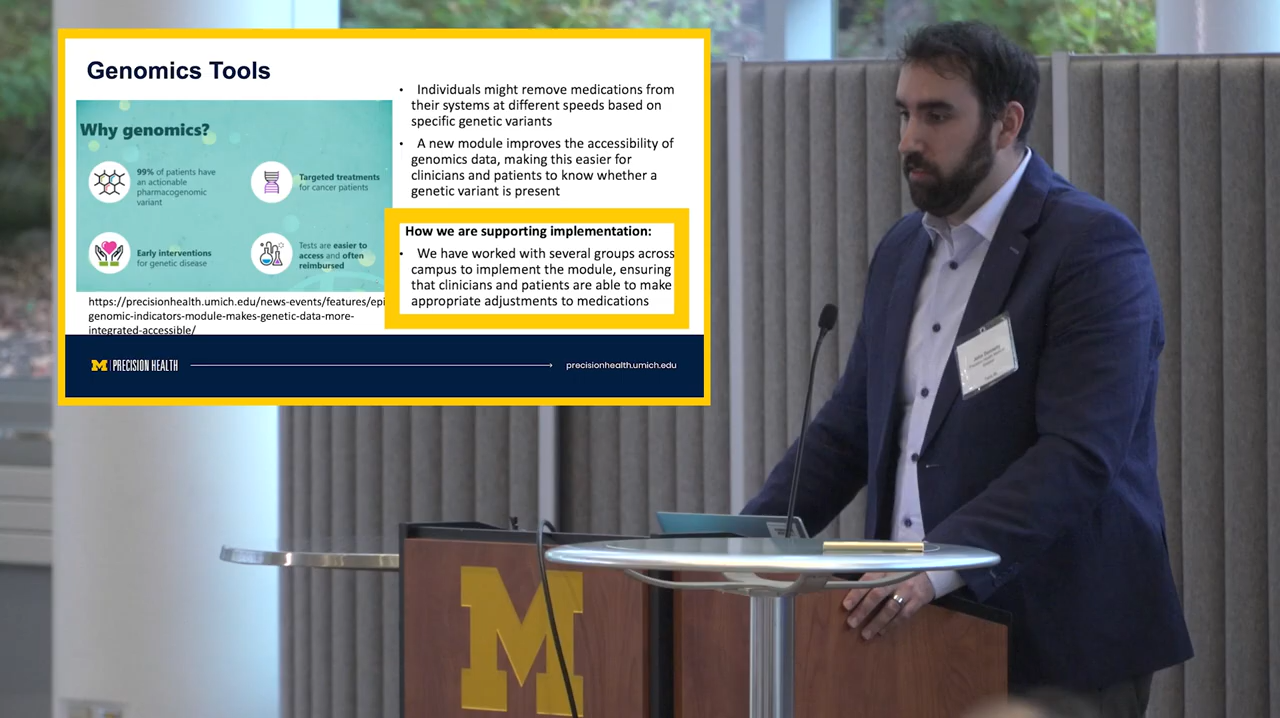 Genomics Tools
Why genomics?
99% of patients have
an actionable
pharmacogenomic
variant
Targeted treatments
for cancer patients
Early interventions
for genetic disease
Tests are easier to
access and often
reimbursed
https://precisionhealth.umich.edu/news-events/features/epi
genomic-indicators-module-makes-genetic-data-more-
integrated-accessible/
• Individuals might remove medications from
their systems at different speeds based on
specific genetic variants
• A new module improves the accessibility of
genomics data, making this easier for
clinicians and patients to know whether a
genetic variant is present
How we are supporting implementation:
• We have worked with several groups across
campus to implement the module, ensuring
that clinicians and patients are able to make
appropriate adjustments to medications
M | PRECISION HEALTH
precisionhealth.umich.edu
M